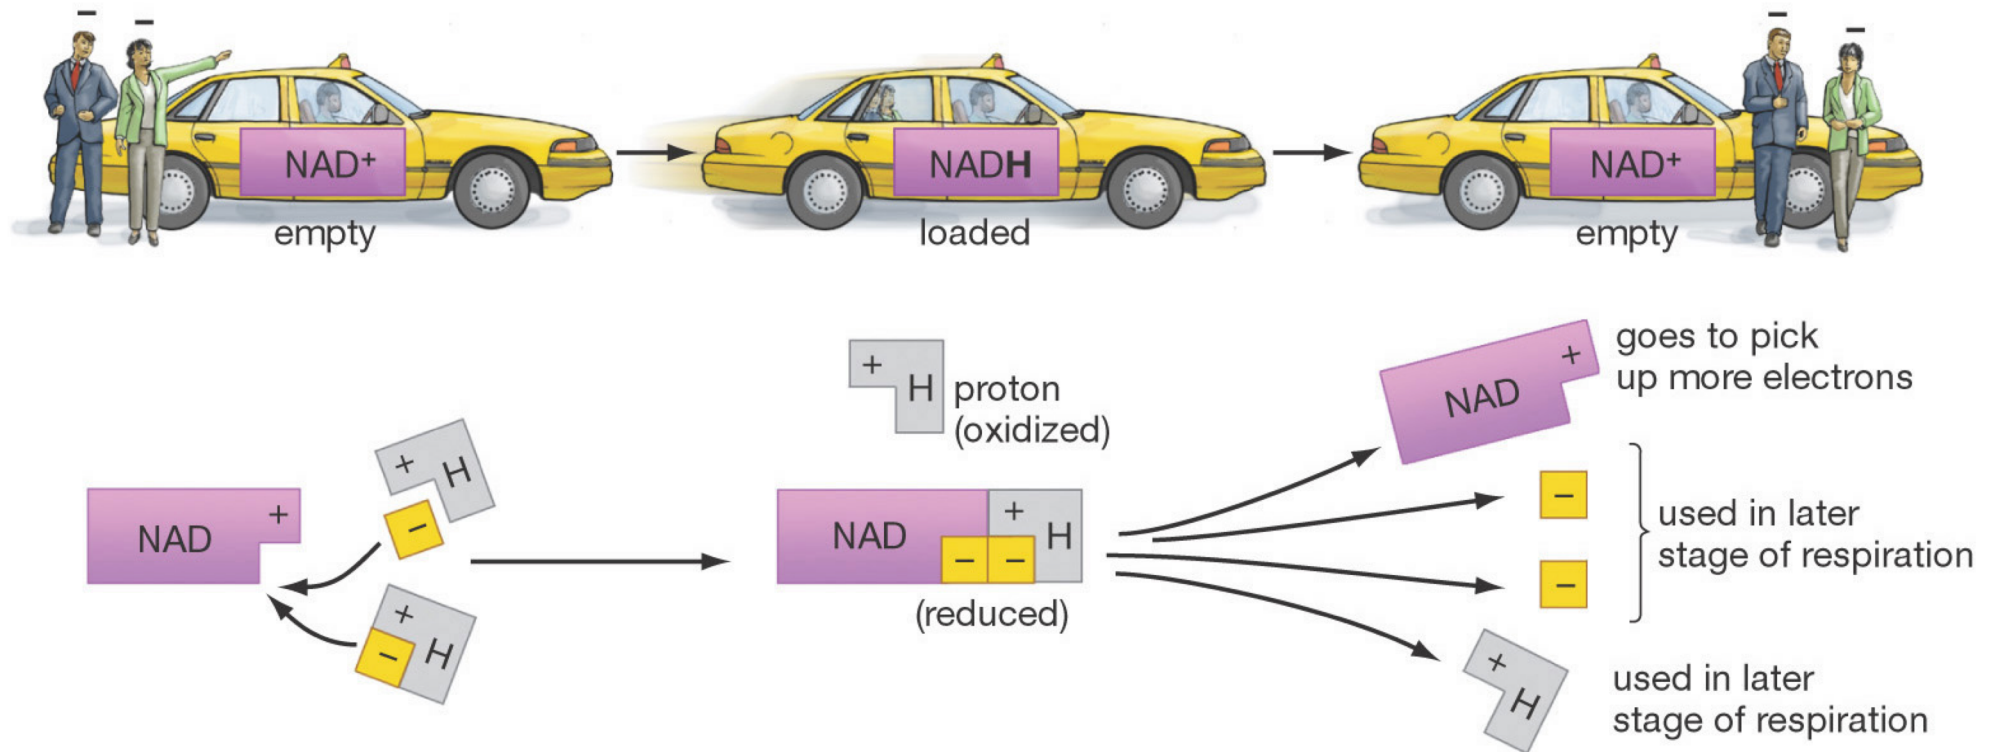 – –
NAD⁺
empty
NADH
loaded
– –
NAD⁺
empty
+
H
proton
(oxidized)
NAD +
+
H
–
+
–
H
NAD
+
H
– –
(reduced)
NAD +
goes to pick
up more electrons
–
–
used in later
stage of respiration
+
H
used in later
stage of respiration